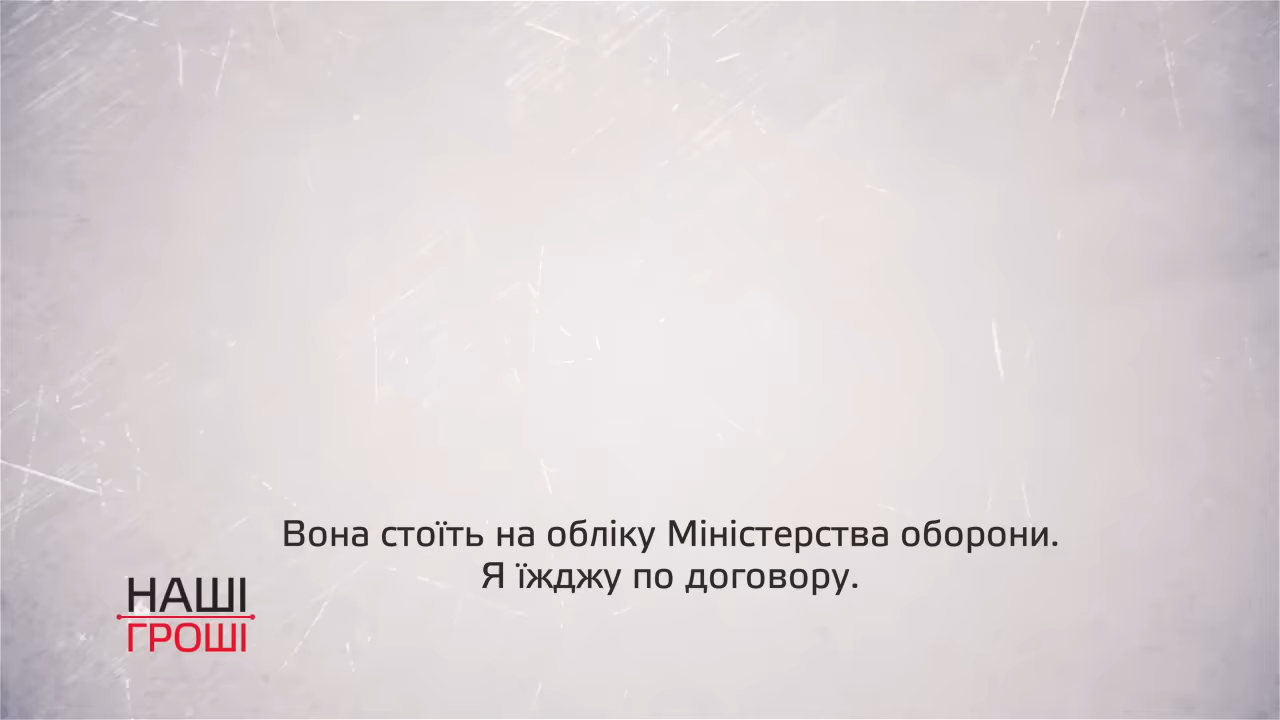 Вона стоїть на обліку Міністерства оборони.
Я їжджу по договору.
НАШІ
ГРОШІ